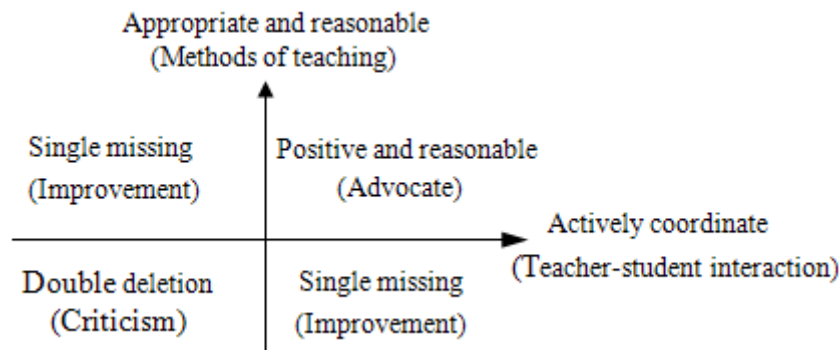 Appropriate and reasonable
(Methods of teaching)
Single missing
(Improvement)
Positive and reasonable
(Advocate)
Actively coordinate
(Teacher-student interaction)
Double deletion
(Criticism)
Single missing
(Improvement)